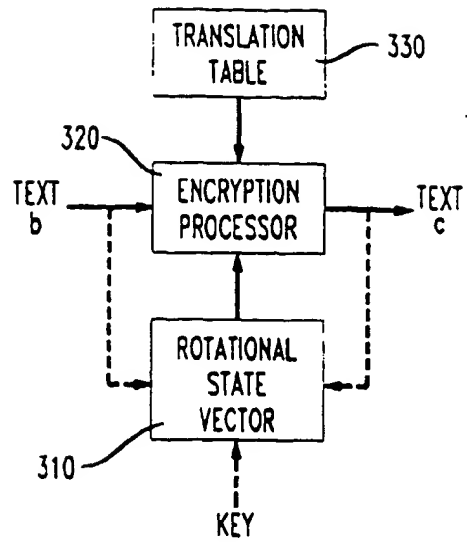 TRANSLATION
TABLE
330
320
TEXT
b
ENCRYPTION
PROCESSOR
TEXT
c
ROTATIONAL
STATE
VECTOR
310
KEY